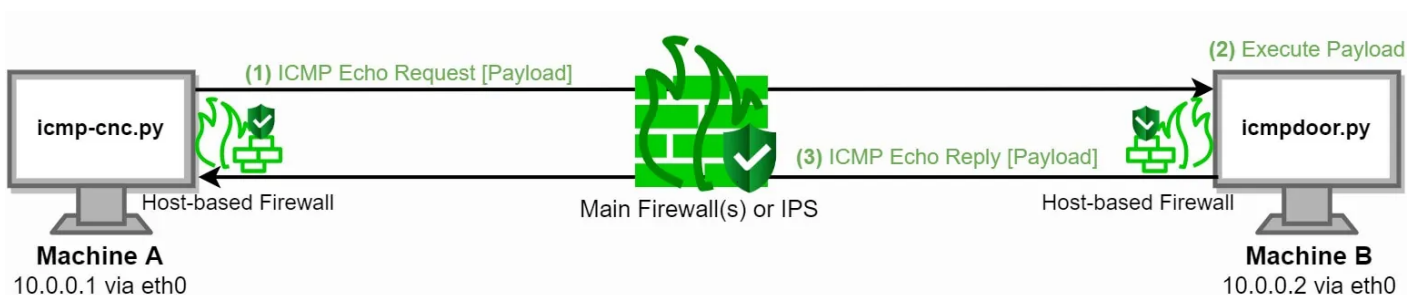 (2) Execute Payload
(1) ICMP Echo Request [Payload]
icmp-cnc.py
icmpdoor.py
(3) ICMP Echo Reply [Payload]
Host-based Firewall
Main Firewall(s) or IPS
Host-based Firewall
Machine A
10.0.0.1 via eth0
Machine B
10.0.0.2 via eth0